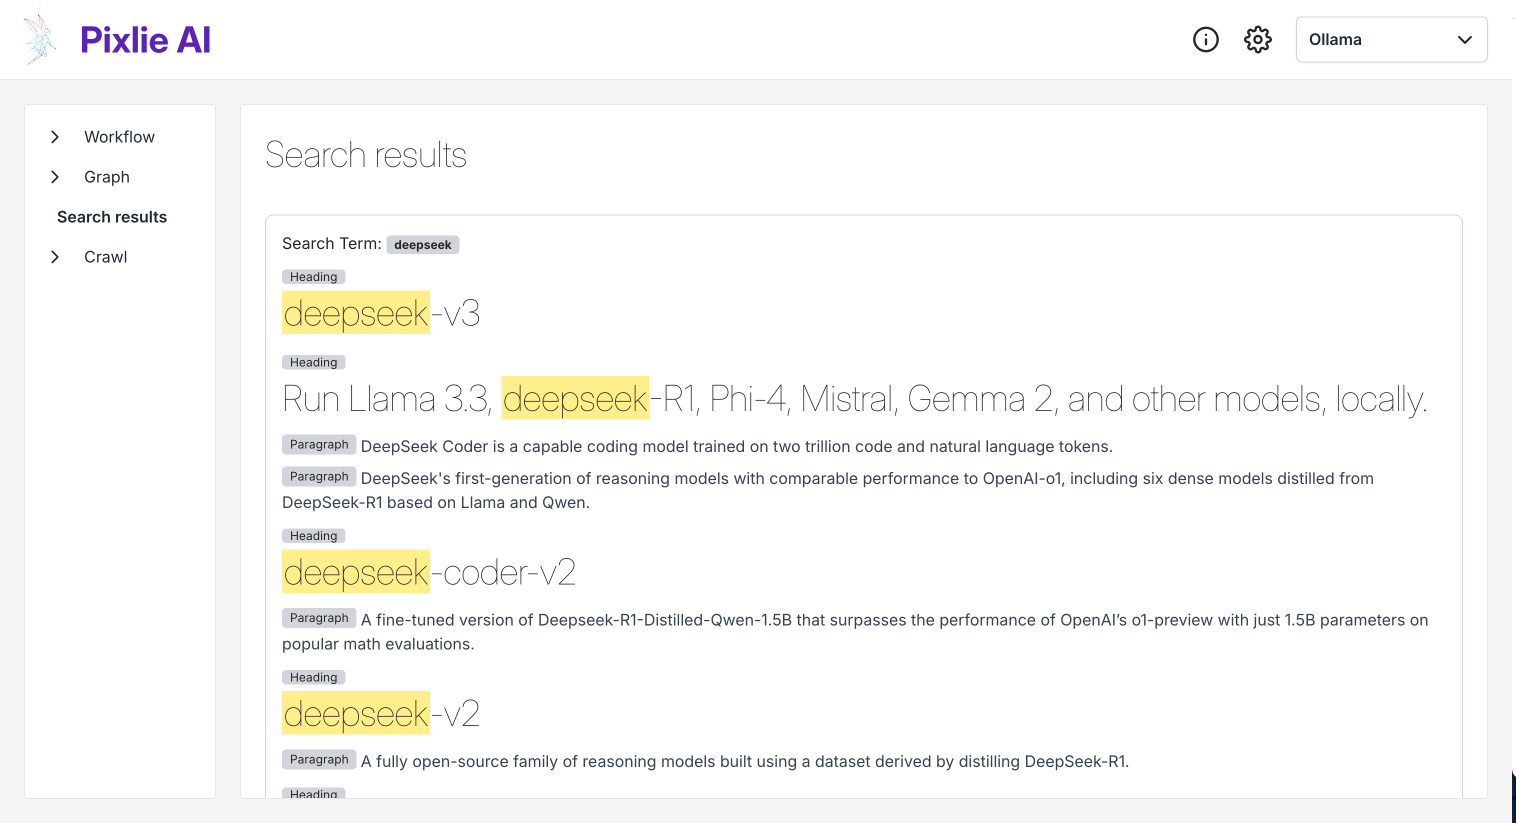 Pixlie AI
Ollama
Workflow
Graph
Search results
Crawl
Search results
Search Term: deepseek
Heading
deepseek-v3
Heading
Run Llama 3.3, deepseek-R1, Phi-4, Mistral, Gemma 2, and other models, locally.
Paragraph DeepSeek Coder is a capable coding model trained on two trillion code and natural language tokens.
Paragraph DeepSeek's first-generation of reasoning models with comparable performance to OpenAI-o1, including six dense models distilled from
DeepSeek-R1 based on Llama and Qwen.
Heading
deepseek-coder-v2
Paragraph A fine-tuned version of Deepseek-R1-Distilled-Qwen-1.5B that surpasses the performance of OpenAI’s o1-preview with just 1.5B parameters on
popular math evaluations.
Heading
deepseek-v2
Paragraph A fully open-source family of reasoning models built using a dataset derived by distilling DeepSeek-R1.
Heading